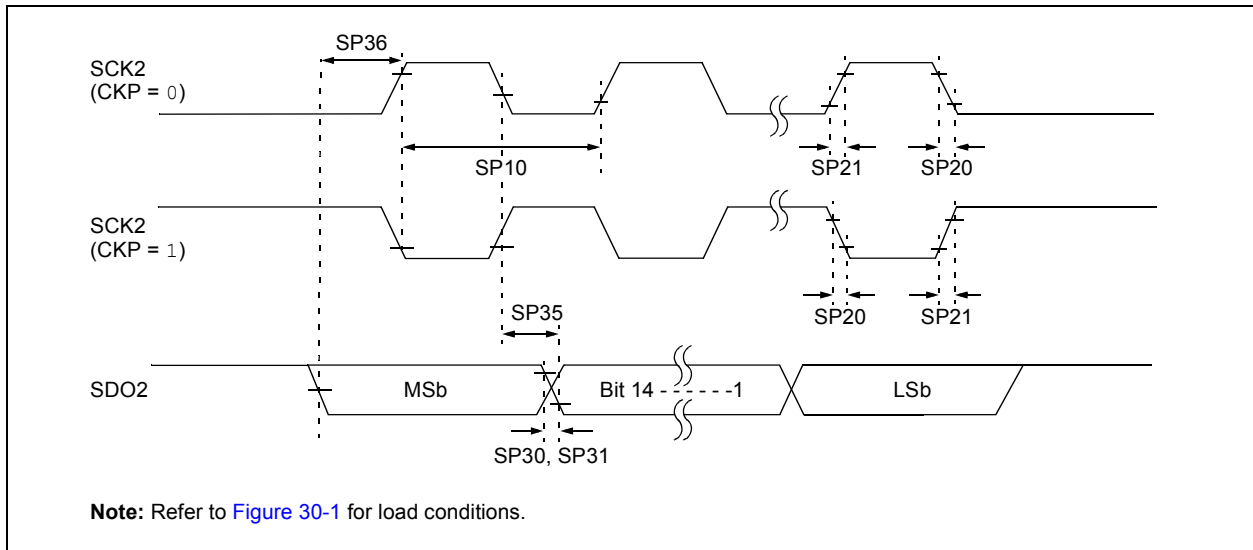 SP36
SCK2
(CKP = 0)
SP10
SP21
SP20
SCK2
(CKP = 1)
SP35
SP20
SP21
SDO2
MSb
Bit 14 - - - - - -1
LSb
SP30, SP31
Note: Refer to Figure 30-1 for load conditions.